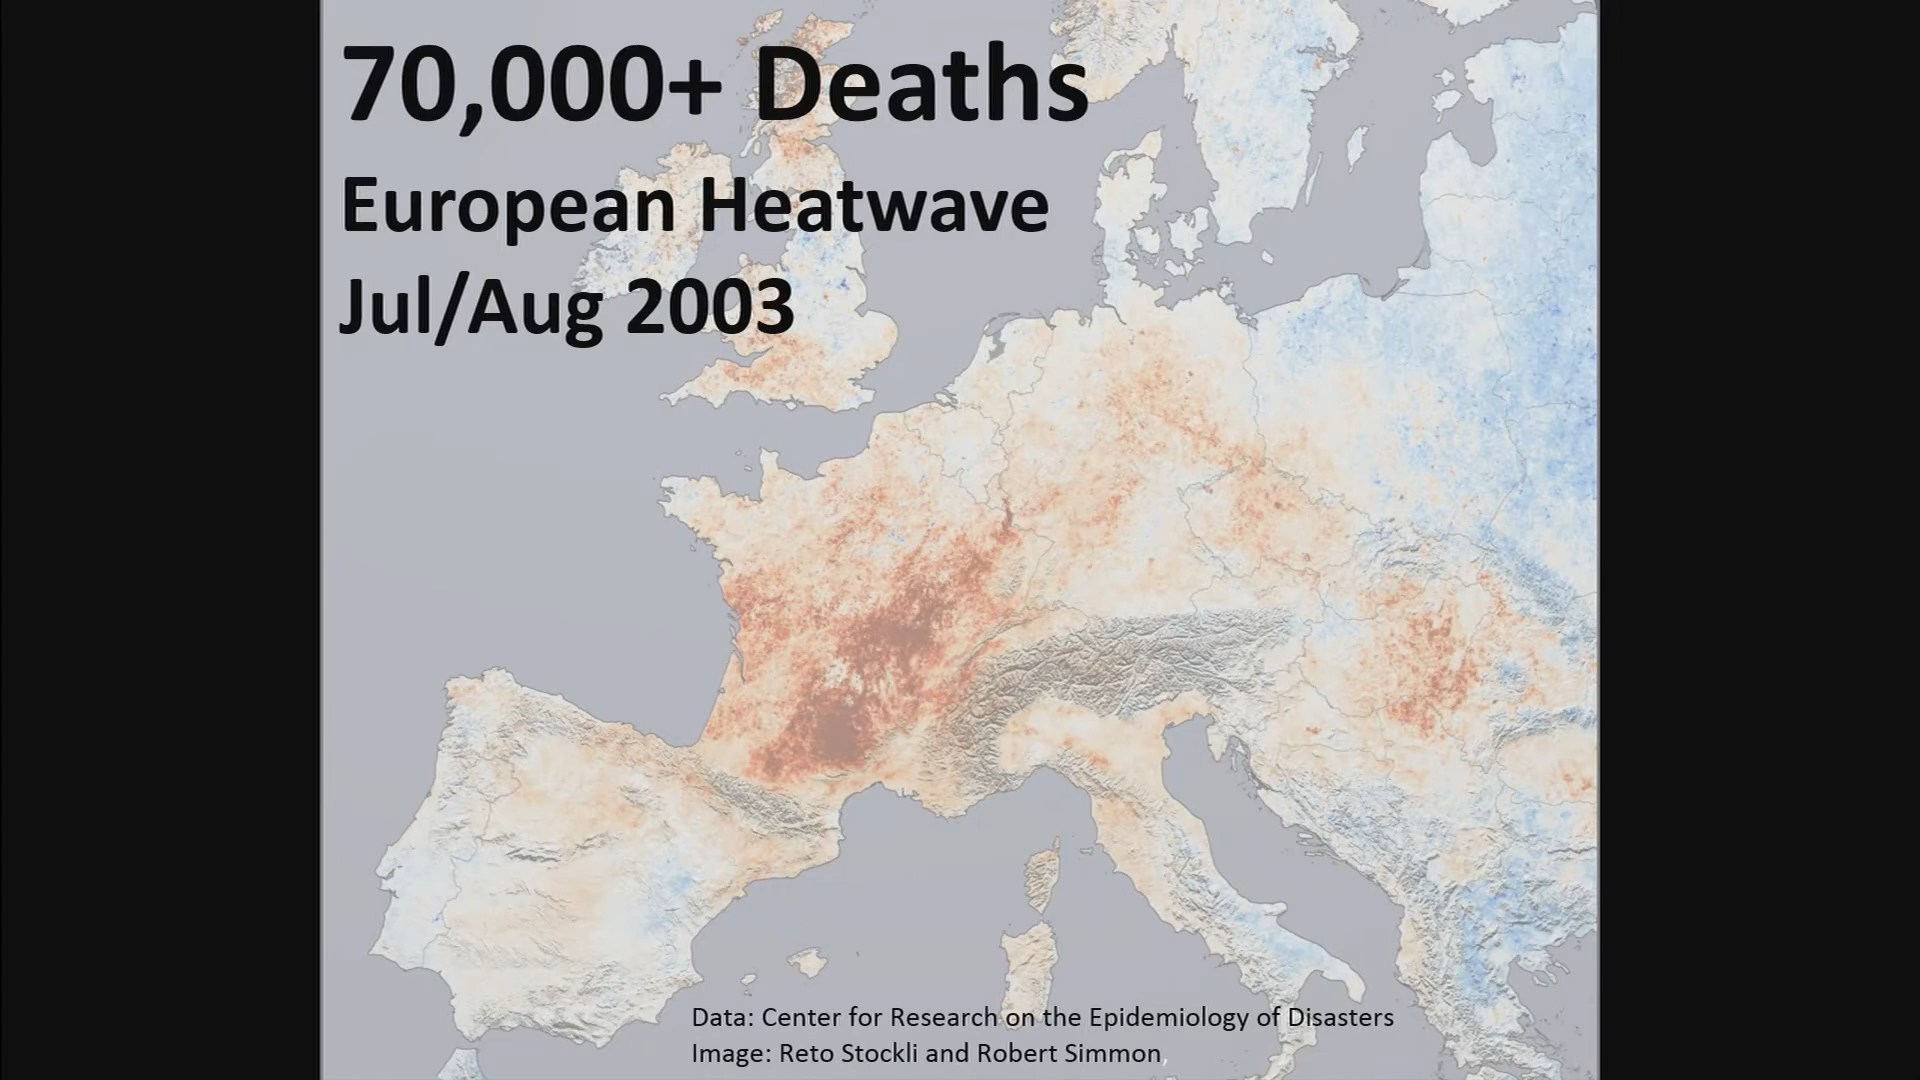 70,000+ Deaths
European Heatwave
Jul/Aug 2003
Data: Center for Research on the Epidemiology of Disasters
Image: Reto Stockli and Robert Simmon,